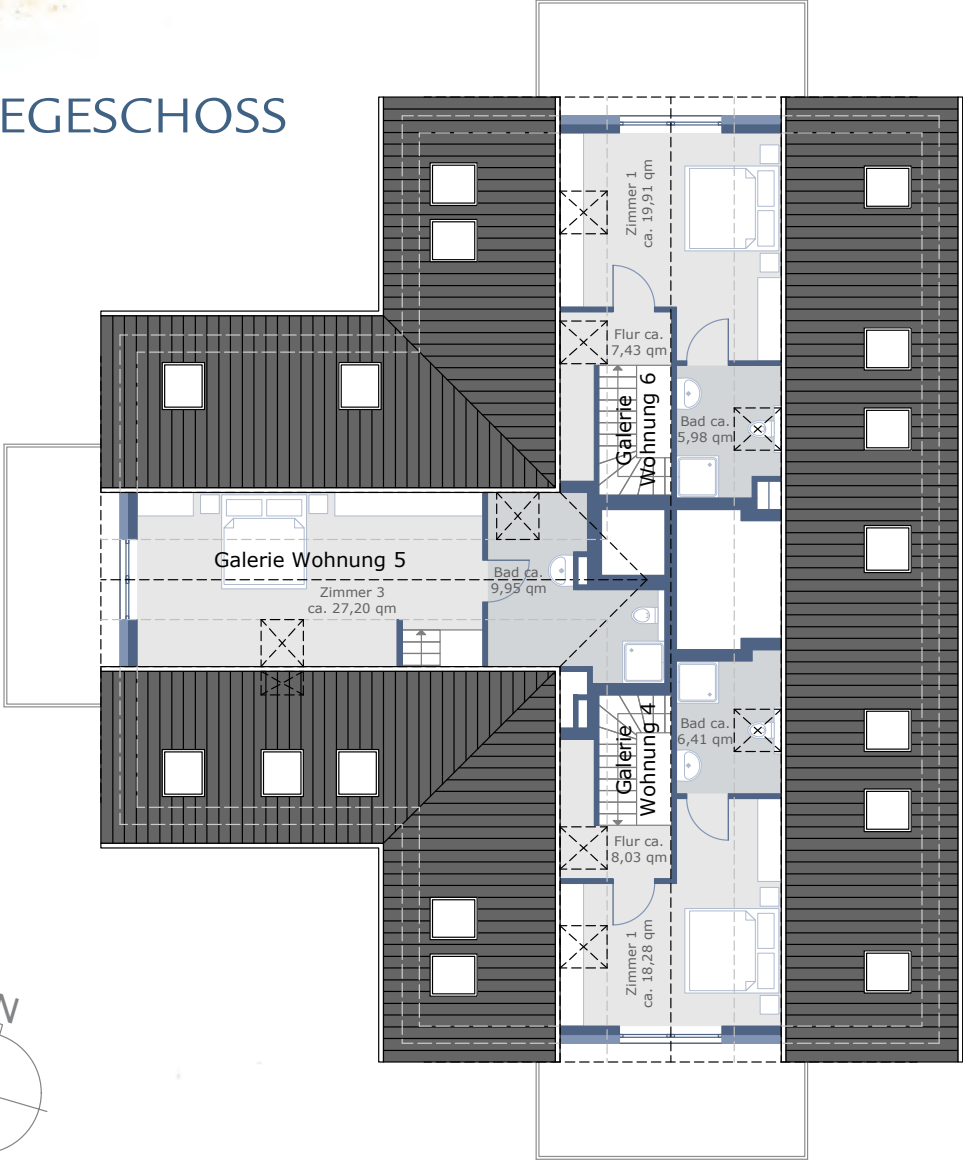 EGESCHOSS
Zimmer 1
ca. 19,91 qm
Flur ca.
7,43 qm
Galerie
Wohnung 6
Bad ca.
5,98 qm
Galerie Wohnung 5
Zimmer 3
ca. 27,20 qm
Bad ca.
9,95 qm
Galerie
Wohnung 4
Bad ca.
6,41 qm
Flur ca.
8,03 qm
Zimmer 1
ca. 18,28 qm
N